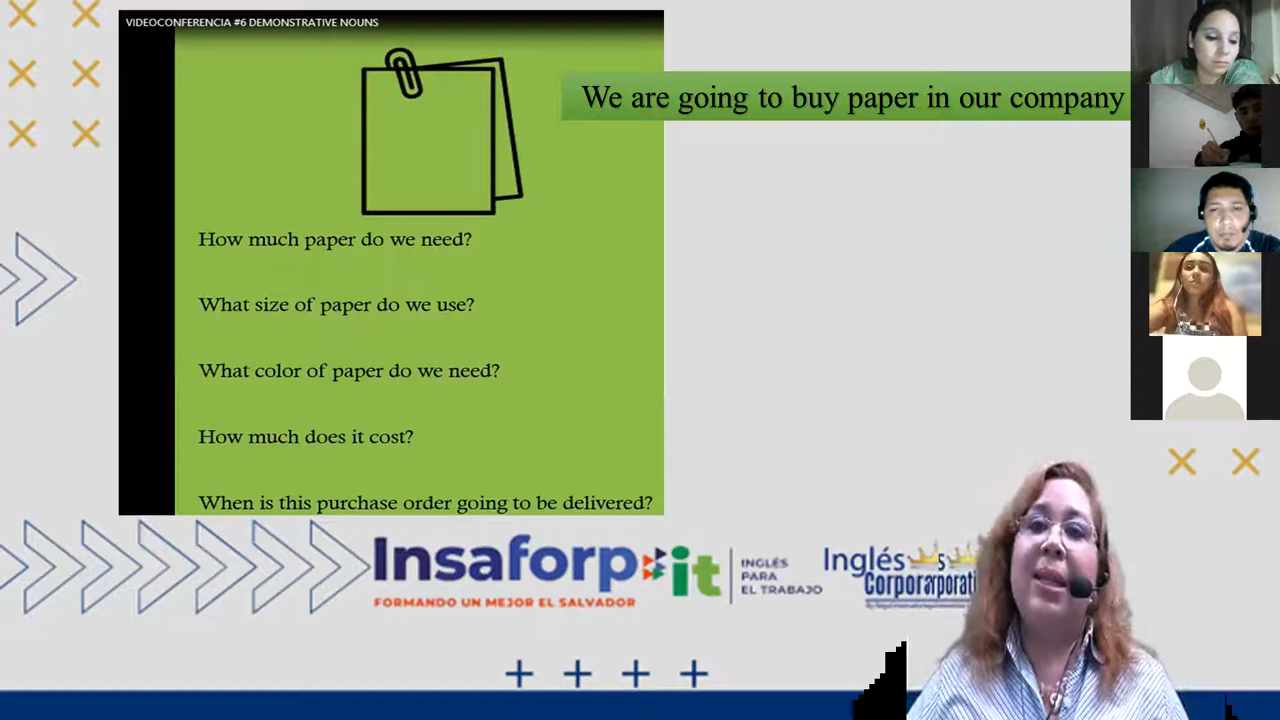 VIDEOCONFERENCIA #6 DEMONSTRATIVE NOUNS
We are going to buy paper in our company
How much paper do we need?
What size of paper do we use?
What color of paper do we need?
How much does it cost?
When is this purchase order going to be delivered?
Insaforp it
FORMANDO UN MEJOR EL SALVADOR
INGLÉS
PARA
EL TRABAJO
Inglés